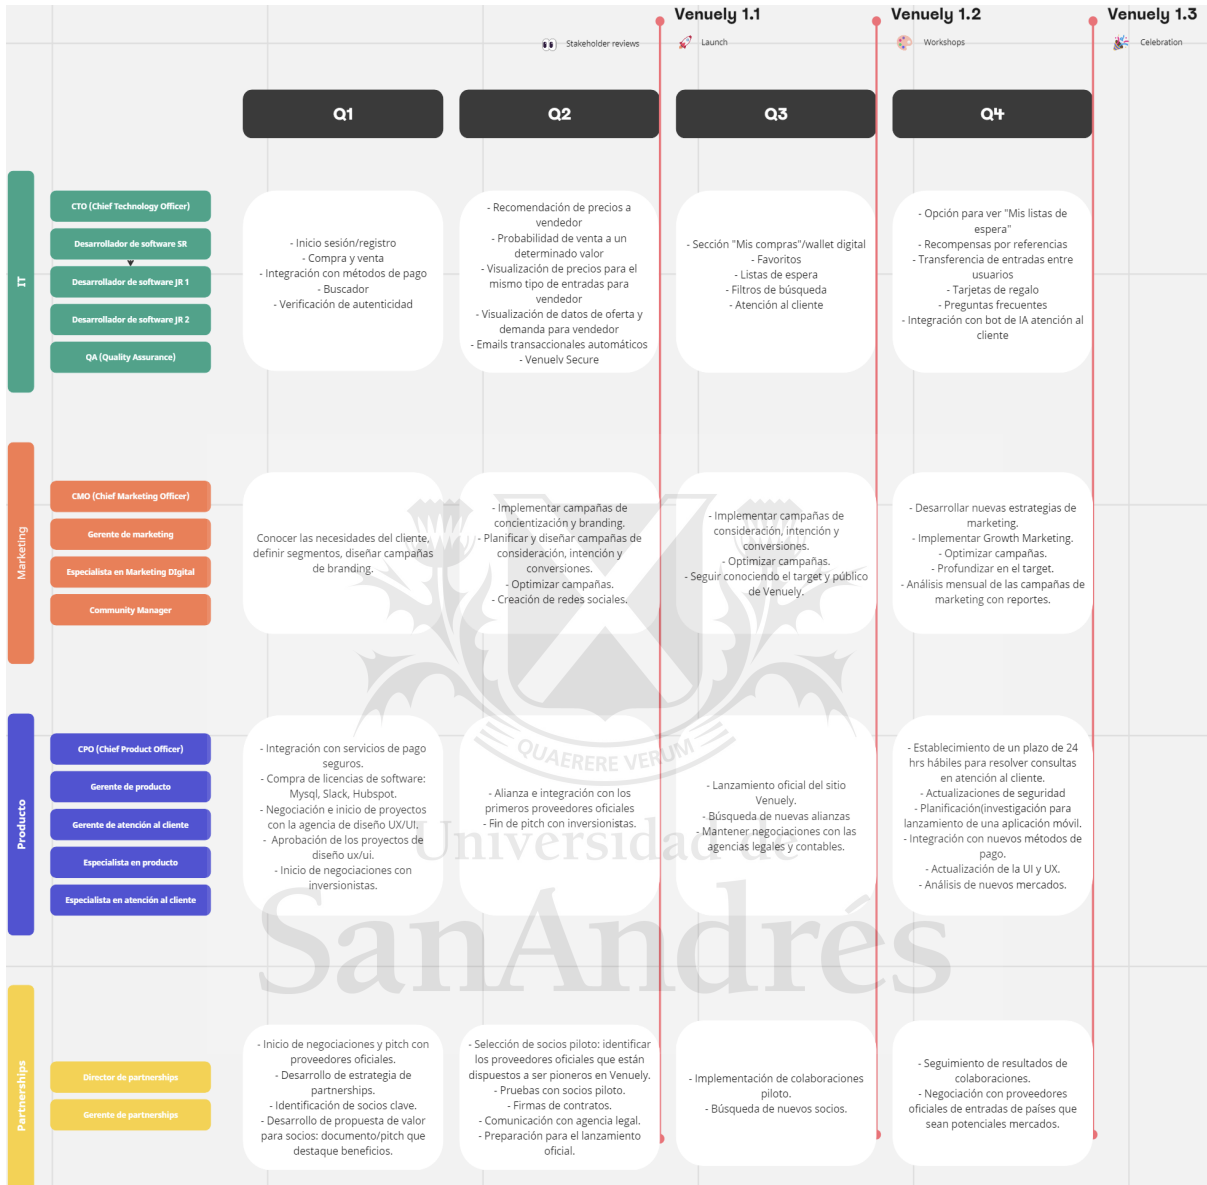 Venuely 1.1
Venuely 1.2
Venuely 1.3
Stakeholder reviews
Launch
Workshops
Celebration
Q1
Q2
Q3
Q4
IT
CTO (Chief Technology Officer)
Desarrollador de software SR
Desarrollador de software JR 1
Desarrollador de software JR 2
QA (Quality Assurance)
- Inicio sesión/registro
- Compra y venta
- Integración con métodos de pago
- Buscador
- Verificación de autenticidad
- Recomendación de precios a
vendedor
- Probabilidad de venta a un
determinado valor
- Visualización de precios para el
mismo tipo de entradas para
vendedor
- Visualización de datos de oferta y
demanda para vendedor
- Emails transaccionales automáticos
- Venuely Secure
- Sección "Mis compras"/wallet digital
- Favoritos
- Listas de espera
- Filtros de búsqueda
- Atención al cliente
- Opción para ver "Mis listas de
espera"
- Recompensas por referencias
- Transferencia de entradas entre
usuarios
- Tarjetas de regalo
- Preguntas frecuentes
- Integración con bot de IA atención al
cliente
Marketing
CMO (Chief Marketing Officer)
Gerente de marketing
Especialista en Marketing DIgital
Community Manager
Conocer las necesidades del cliente,
definir segmentos, diseñar campañas
de branding.
- Implementar campañas de
concientización y branding.
- Planificar y diseñar campañas de
consideración, intención y
conversiones.
- Optimizar campañas.
- Creación de redes sociales.
- Implementar campañas de
consideración, intención y
conversiones.
- Optimizar campañas.
- Seguir conociendo el target y público
de Venuely.
- Desarrollar nuevas estrategias de
marketing.
- Implementar Growth Marketing.
- Optimizar campañas.
- Profundizar en el target.
- Análisis mensual de las campañas de
marketing con reportes.
Producto
CPO (Chief Product Officer)
Gerente de producto
Gerente de atención al cliente
Especialista en producto
Especialista en atención al cliente
- Integración con servicios de pago
seguros.
- Compra de licencias de software:
Mysql, Slack, Hubspot.
- Negociación e inicio de proyectos
con la agencia de diseño UX/UI.
- Aprobación de los proyectos de
diseño ux/ui.
- Inicio de negociaciones con
inversionistas.
- Alianza e integración con los
primeros proveedores oficiales
- Fin de pitch con inversionistas.
- Lanzamiento oficial del sitio
Venuely.
- Búsqueda de nuevas alianzas
- Mantener negociaciones con las
agencias legales y contables.
- Establecimiento de un plazo de 24
hrs hábiles para resolver consultas
en atención al cliente.
- Actualizaciones de seguridad
- Planificación(investigación para
lanzamiento de una aplicación móvil.
- Integración con nuevos métodos de
pago.
- Actualización de la UI y UX.
- Análisis de nuevos mercados.
Partnerships
Director de partnerships
Gerente de partnerships
- Inicio de negociaciones y pitch con
proveedores oficiales.
- Desarrollo de estrategia de
partnerships.
- Identificación de socios clave.
- Desarrollo de propuesta de valor
para socios: documento/pitch que
destaque beneficios.
- Selección de socios piloto: identificar
los proveedores oficiales que están
dispuestos a ser pioneros en Venuely.
- Pruebas con socios piloto.
- Firmas de contratos.
- Comunicación con agencia legal.
- Preparación para el lanzamiento
oficial.
- Implementación de colaboraciones
piloto.
- Búsqueda de nuevos socios.
- Seguimiento de resultados de
colaboraciones.
- Negociación con proveedores
oficiales de entradas de países que
sean potenciales mercados.
QUAERERE VERUM
Universidad de
SanAndrés